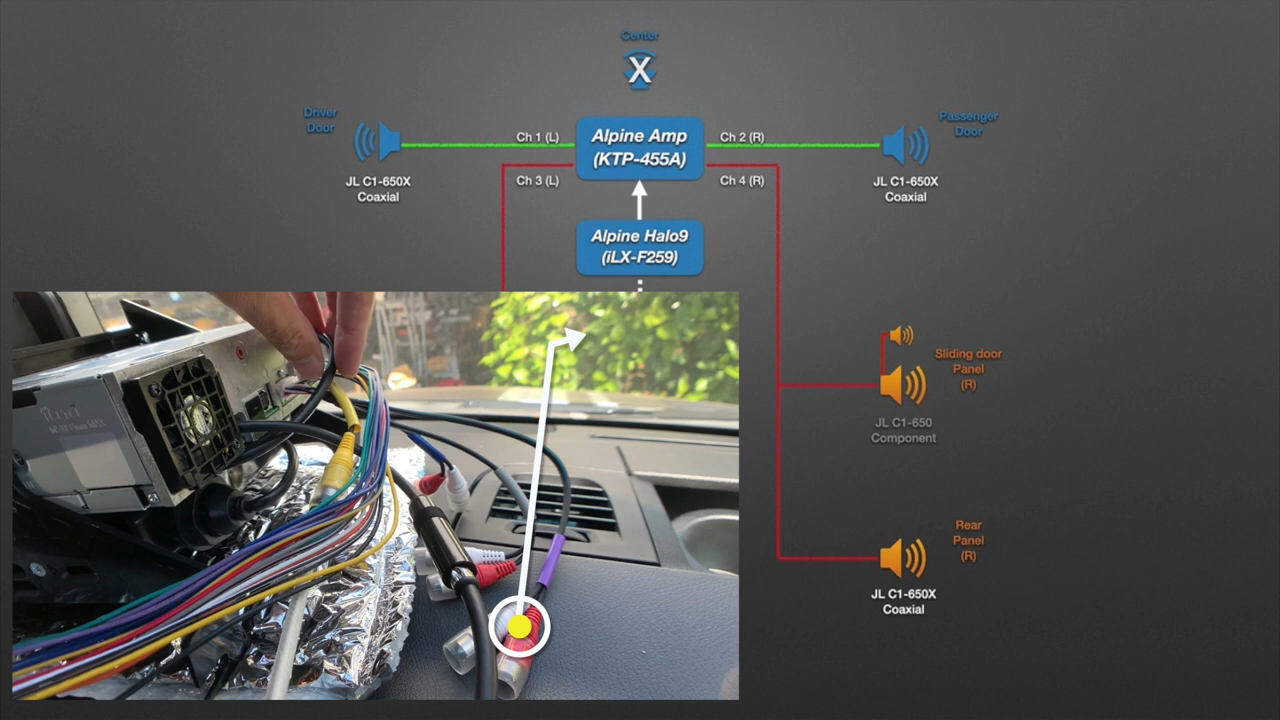 Center
X
Driver
Door
Passenger
Door
Ch 1 (L)
Alpine Amp
(KTP-455A)
Ch 2 (R)
JL C1-650X
Coaxial
Ch 3 (L)
Ch 4 (R)
JL C1-650X
Coaxial
Alpine Halo9
(iLX-F259)
Sliding door
Panel
(R)
JL C1-650
Component
Rear
Panel
(R)
JL C1-650X
Coaxial